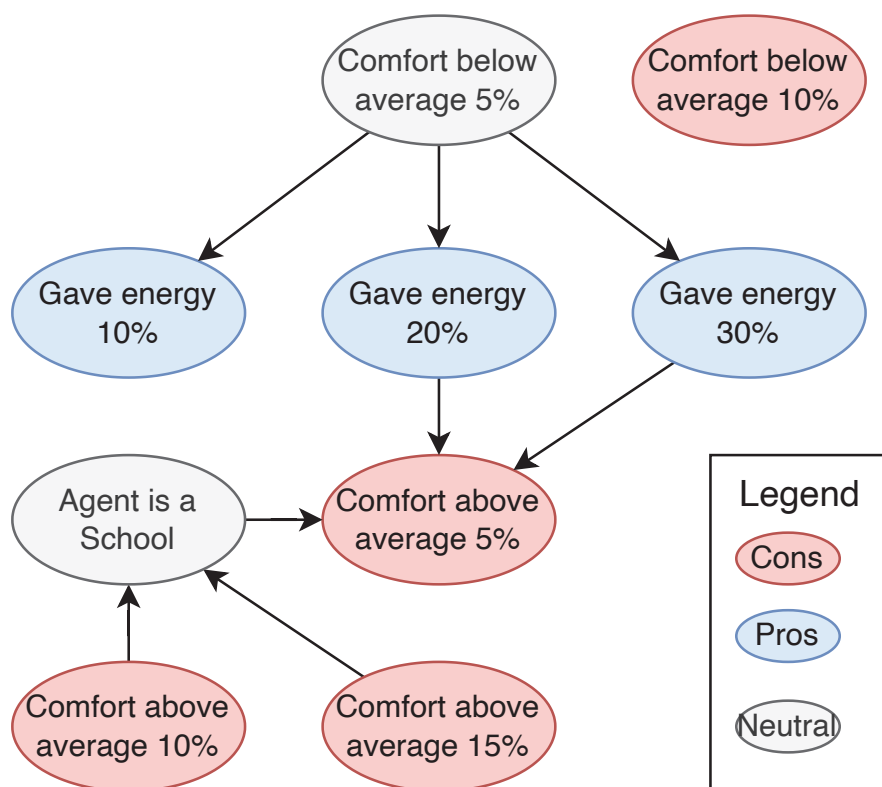 Comfort below
average 5%
Comfort below
average 10%
Gave energy
10%
Gave energy
20%
Gave energy
30%
Agent is a
School
Comfort above
average 5%
Comfort above
average 10%
Comfort above
average 15%
Legend
Cons
Pros
Neutral